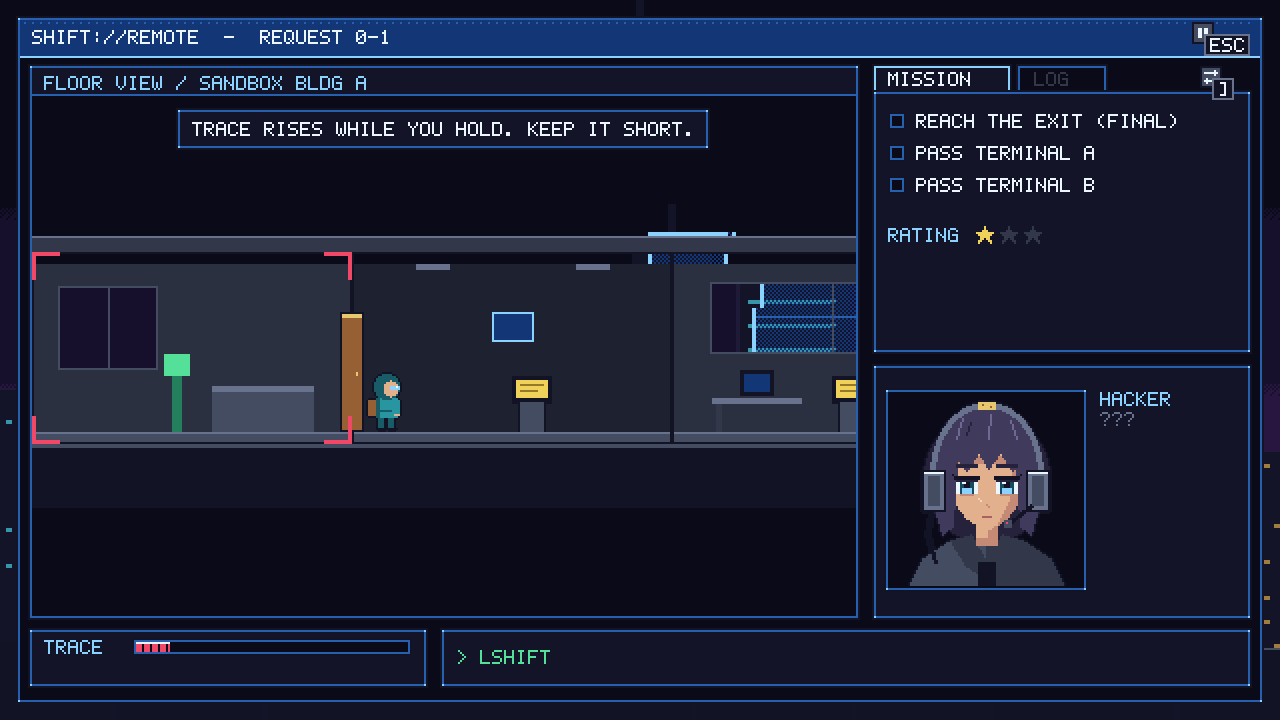 SHIFT://REMOTE - REQUEST 0-1
ESC
FLOOR VIEW / SANDBOX BLDG A
MISSION
LOG
]
TRACE RISES WHILE YOU HOLD. KEEP IT SHORT.
REACH THE EXIT (FINAL)
PASS TERMINAL A
PASS TERMINAL B
RATING
HACKER
???
TRACE
> LSHIFT